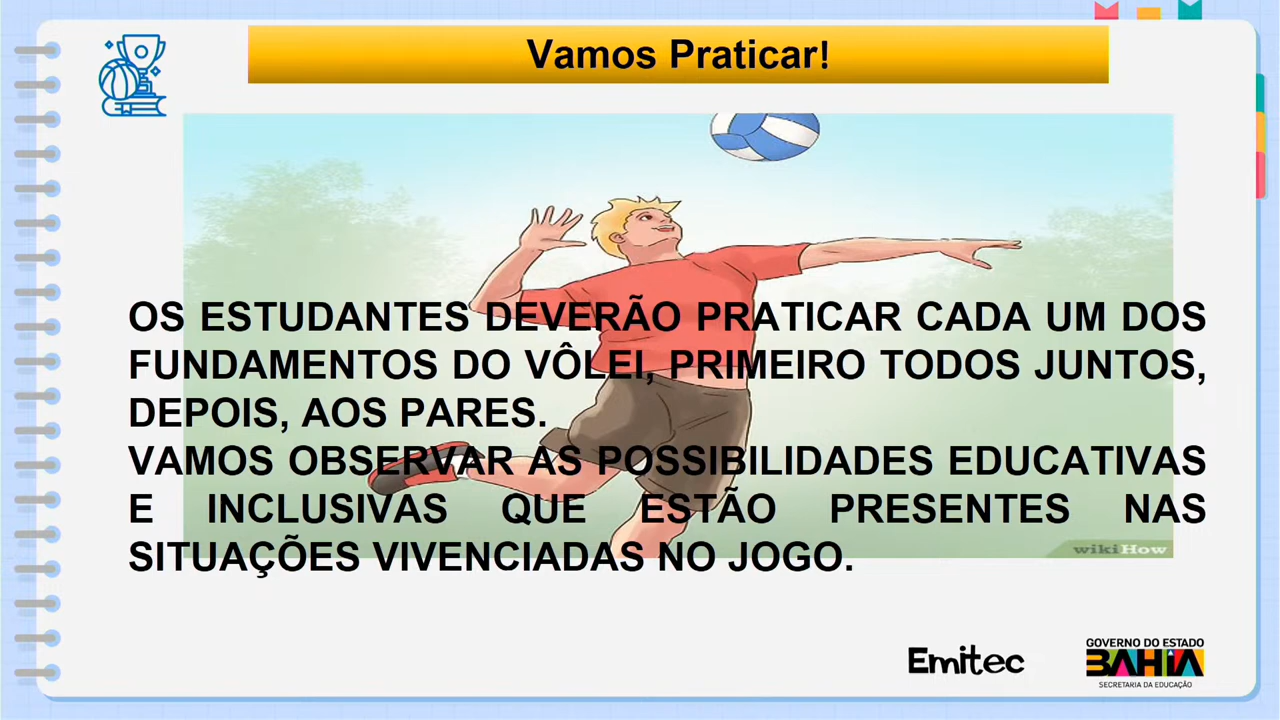 Vamos Praticar!
OS ESTUDANTES DEVERÃO PRATICAR CADA UM DOS
FUNDAMENTOS DO VÔLEI, PRIMEIRO TODOS JUNTOS,
DEPOIS, AOS PARES.
VAMOS OBSERVAR AS POSSIBILIDADES EDUCATIVAS
E INCLUSIVAS QUE ESTÃO PRESENTES NAS
SITUAÇÕES VIVENCIADAS NO JOGO.
wikiHow
Emitec
GOVERNO DO ESTADO
BAHIA
SECRETARIA DA EDUCAÇÃO